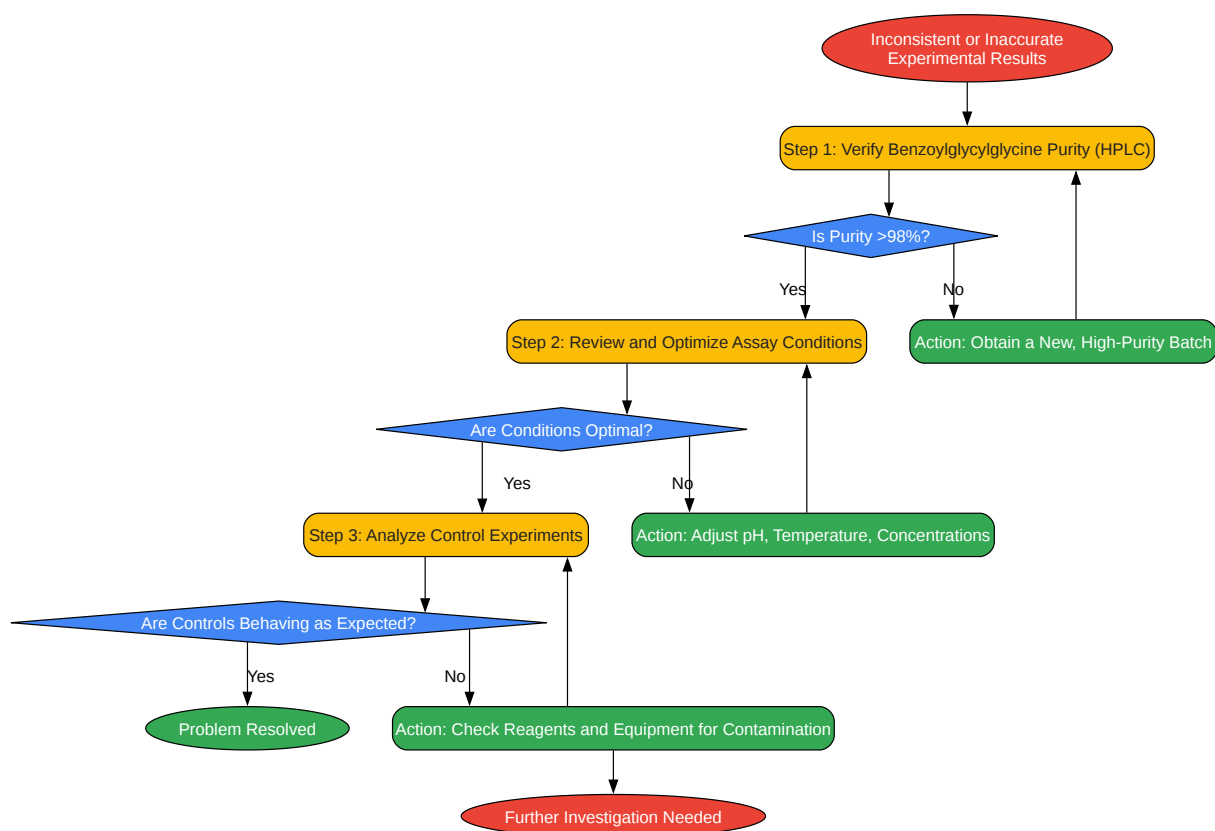 Inconsistent or Inaccurate
Experimental Results
Step 1: Verify Benzoylglycylglycine Purity (HPLC)
Is Purity >98%?
Yes
No
Step 2: Review and Optimize Assay Conditions
Action: Obtain a New, High-Purity Batch
Are Conditions Optimal?
Yes
No
Step 3: Analyze Control Experiments
Action: Adjust pH, Temperature, Concentrations
Are Controls Behaving as Expected?
Yes
No
Problem Resolved
Action: Check Reagents and Equipment for Contamination
Further Investigation Needed